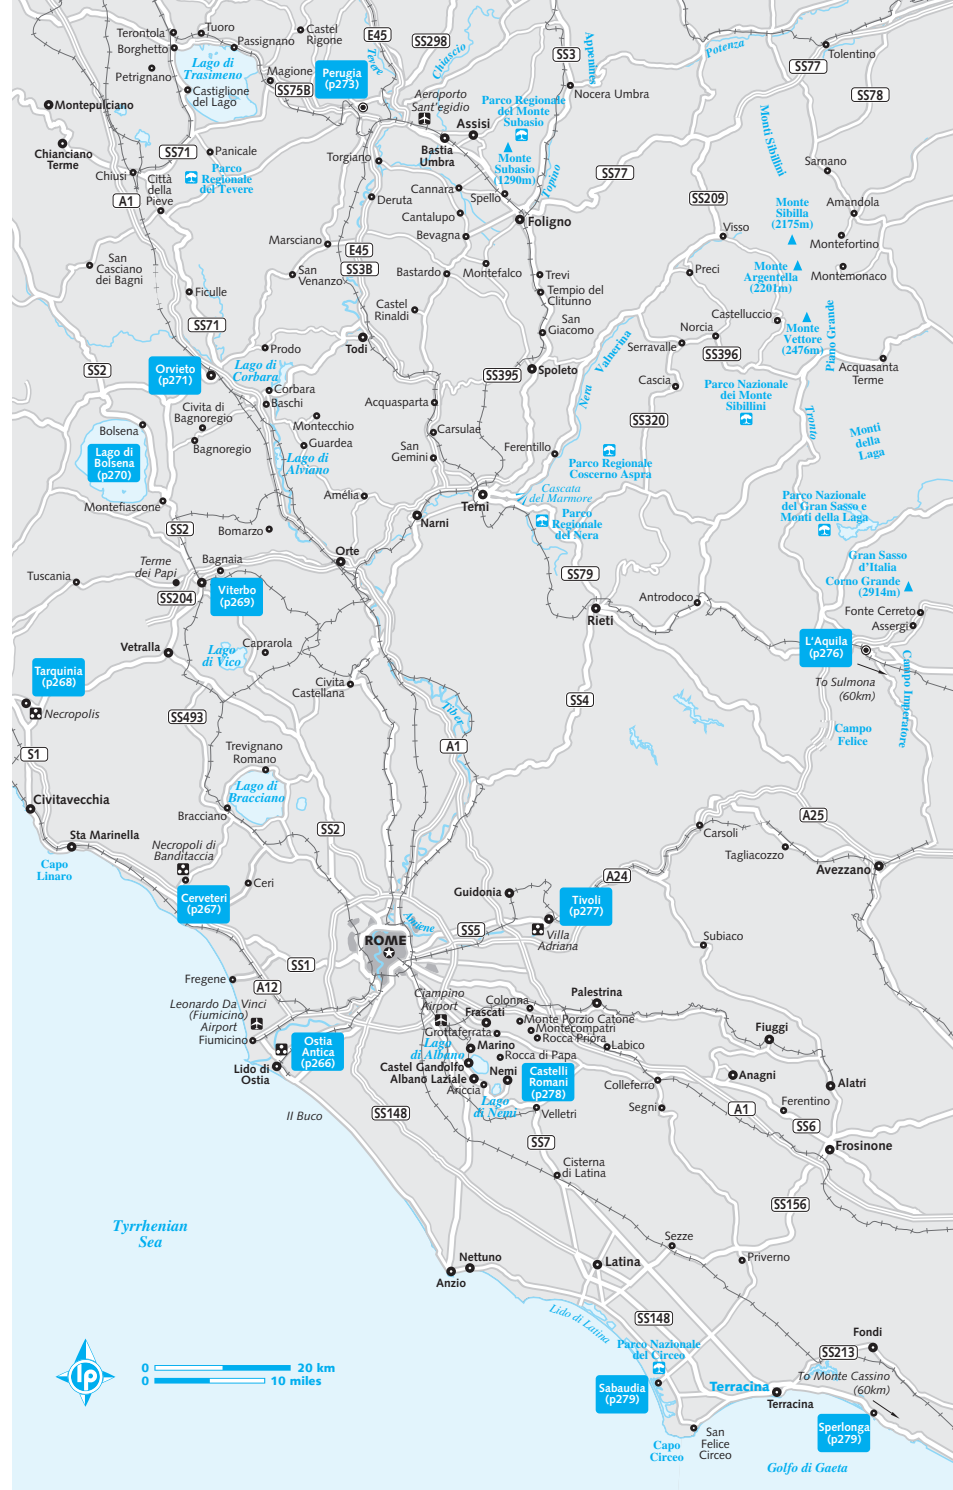 Terontola
Tuoro
Castel
Rigone
E45
SS298
Borghetto
Passignano
Tevere
Chiascio
SS3
Appenines
Potenza
Tolentino
Petrignano
Lago di
Trasimeno
Magione
SS75B
Perugia
(p273)
SS77
Castiglione
del Lago
Aeroporto
Sant'egidio
Parco Regionale
del Monte
Subasio
Nocera Umbra
SS78
Montepulciano
Assisi
Monti Sibillini
Chianciano
Terme
SS71
Panicale
Torgiano
Bastia
Umbra
Monte
Subasio
(1290m)
Topino
SS77
Sarnano
Chiusi
Città
della
Pieve
Parco
Regionale
del Tevere
A1
Deruta
Cannara
Spello
SS209
Monte
Sibilla
(2175m)
Amandola
Cantalupo
Foligno
Marsciano
Bevagna
Visso
Montefortino
E45
SS3B
San
Casciano
dei Bagni
San
Venanzo
Bastardo
Montefalco
Trevi
Preci
Monte
Argentella
(2201m)
Montemonaco
Ficulle
Tempio del
Clitunno
Castel
Rinaldi
San
Giacomo
Castelluccio
SS71
Valnerina
Norcia
Monte
Vettore
(2476m)
Piano Grande
Prodo
Todi
Serravalle
SS396
SS2
Orvieto
(p271)
Lago di
Corbara
SS395
Spoleto
Acquasanta
Terme
Corbara
Baschi
Acquasparta
Nera
Cascia
Parco Nazionale
dei Monte
Sibillini
Civita di
Bagnoregio
Montecchio
SS320
Tronto
Bolsena
Bagnoregio
Guardea
Carsulae
Monti
della
Laga
Lago di
Bolsena
(p270)
Lago di
Alviano
San
Gemini
Ferentillo
Parco Regionale
Coscerno Aspra
Montefiascone
Amélia
Terni
Cascata
del Marmore
Parco Nazionale
del Gran Sasso e
Monti della Laga
SS2
Bomarzo
Narni
Parco
Regionale
del Nera
Orte
Terme
dei Papi
Bagnaia
Gran Sasso
d'Italia
Tuscania
SS79
Corno Grande
(2914m)
SS204
Viterbo
(p269)
Antrodoco
Rieti
Fonte Cerreto
Assergi
Vetralla
Lago
di Vico
Caprarola
L'Aquila
(p276)
Tarquinia
(p268)
Civita
Castellana
To Sulmona
(60km)
Campo Imperatore
Necropolis
SS493
Tiber
SS4
Campo
Felice
S1
Trevignano
Romano
A1
Lago di
Bracciano
Civitavecchia
Bracciano
SS2
A25
Sta Marinella
Carsoli
Capo
Linaro
Necropoli di
Banditaccia
Tagliacozzo
Avezzano
Ceri
Guidonia
A24
Cerveteri
(p267)
Tivoli
(p277)
Aniene
SS5
ROME
Villa
Adriana
Subiaco
SS1
Fregene
A12
Ciampino
Airport
Colonna
Palestrina
Leonardo Da Vinci
(Fiumicino)
Airport
Frascati
Monte Porzio Catone
Montecompatri
Fiuggi
Fiumicino
Grottaferrata
Rocca Priora
Ostia
Antica
(p266)
Lago
di Albano
Marino
Labico
Rocca di Papa
Lido di
Ostia
Castel Gandolfo
Nemi
Castelli
Romani
(p278)
Anagni
Albano Laziale
Ariccia
Colleferro
Alatri
Lago
di Nemi
Il Buco
SS148
Velletri
Segni
A1
Ferentino
SS6
SS7
Frosinone
Cisterna
di Latina
SS156
Tyrrhenian
Sea
Sezze
Nettuno
Latina
Priverno
Anzio
Lido di Latina
SS148
Fondi
Parco Nazionale
del Circeo
SS213
lp
0 20 km
0 10 miles
Sabaudia
(p279)
Terracina
To Monte Cassino
(60km)
Terracina
San
Felice
Circeo
Sperlonga
(p279)
Capo
Circeo
Golfo di Gaeta